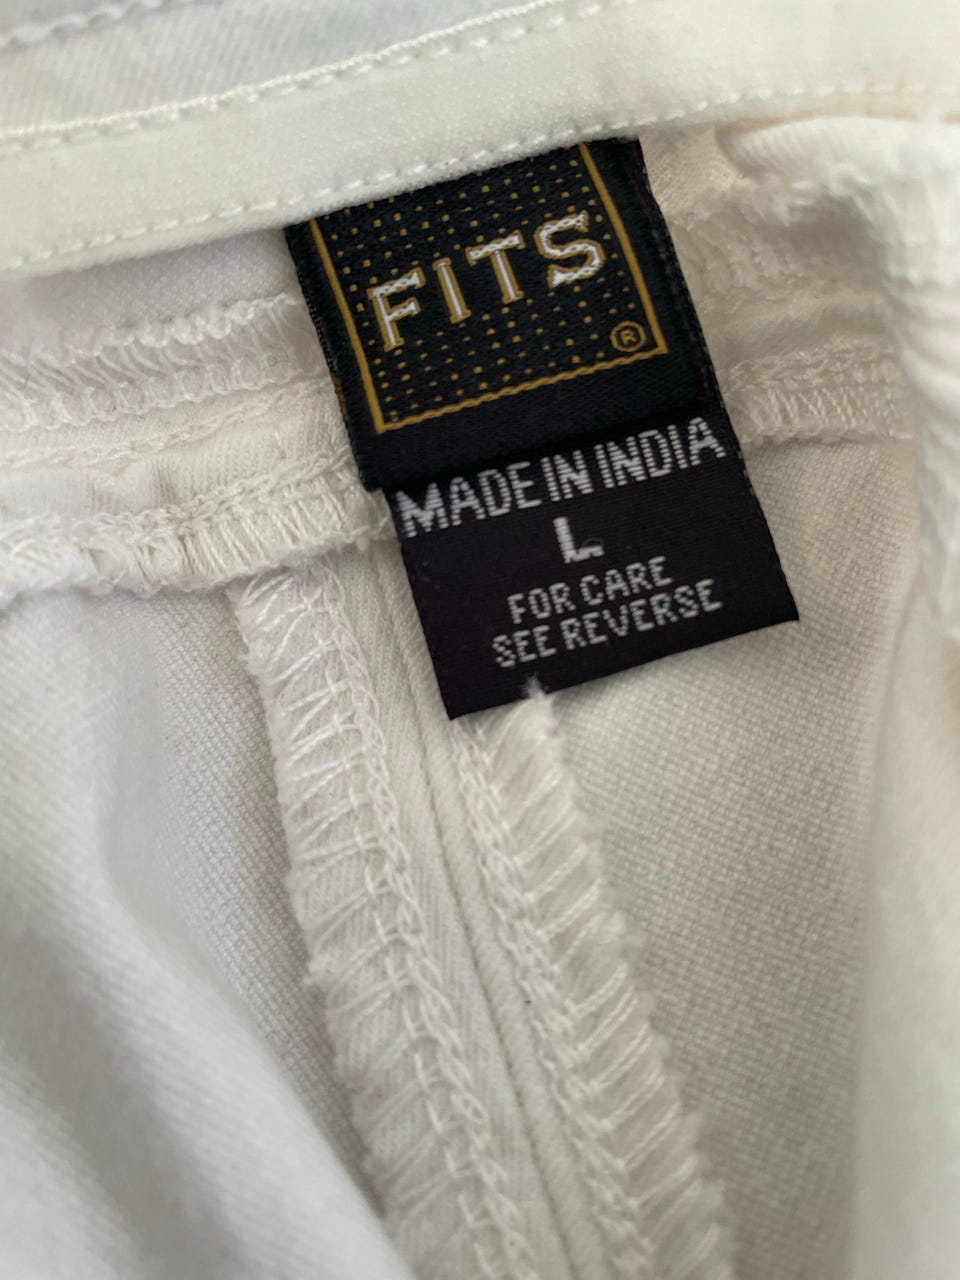 FITS
®
MADE IN INDIA
L
FOR CARE
SEE REVERSE